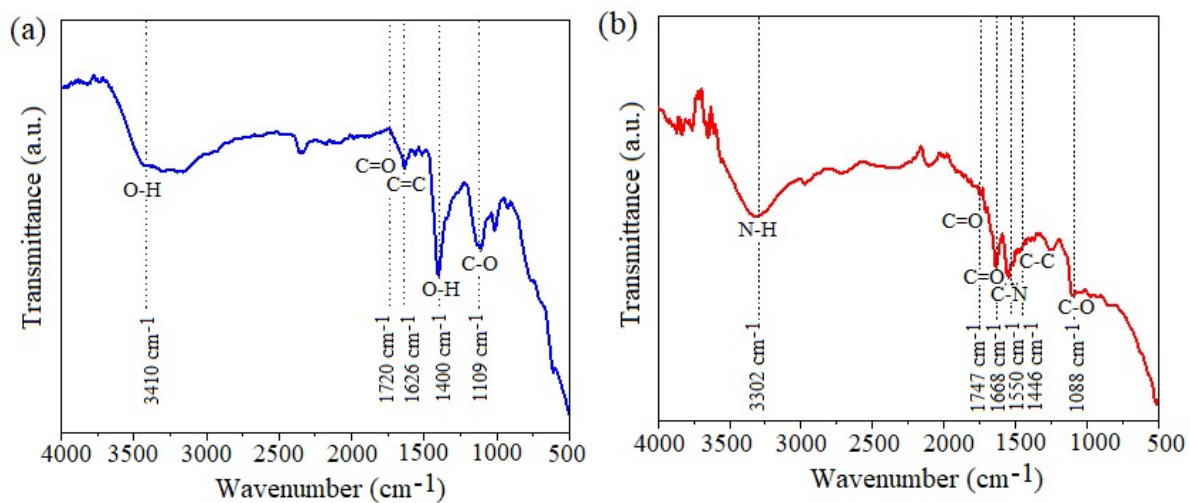 (a)
Transmittance (a.u.)
O-H
C=O
C=C
O-H
C-O
3410 cm-1
1720 cm-1
1626 cm-1
1400 cm-1
1109 cm-1
4000 3500 3000 2500 2000 1500 1000 500
Wavenumber (cm-1)
(b)
Transmittance (a.u.)
N-H
C=O
C=O
C-N
C-C
C-O
3302 cm-1
1747 cm-1
1668 cm-1
1550 cm-1
1446 cm-1
1088 cm-1
4000 3500 3000 2500 2000 1500 1000 500
Wavenumber (cm-1)